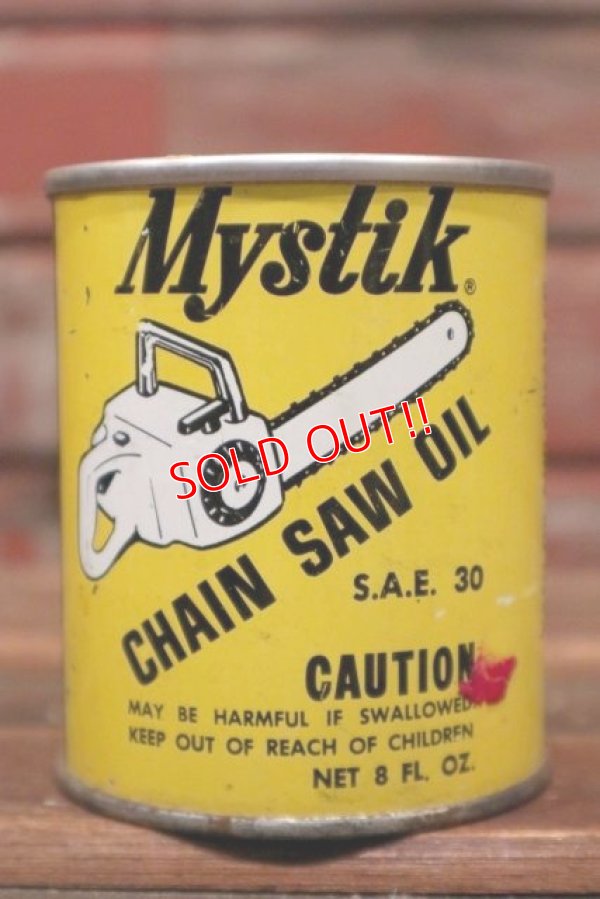 Mystik®
SOLD OUT!!
CHAIN SAW OIL
S.A.E. 30
CAUTION
MAY BE HARMFUL IF SWALLOWED.
KEEP OUT OF REACH OF CHILDREN
NET 8 FL. OZ.